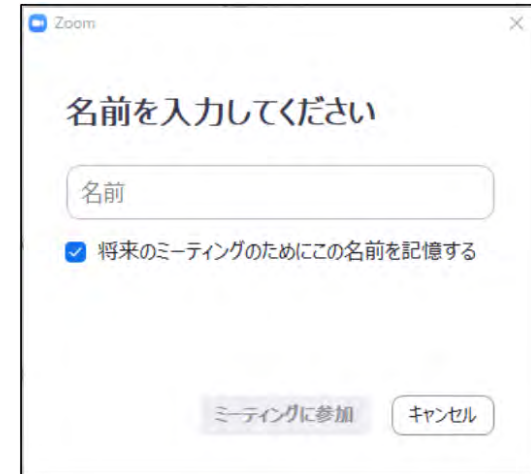 Zoom
名前を入力してください
名前
将来のミーティングのためにこの名前を記憶する
ミーティングに参加
キャンセル